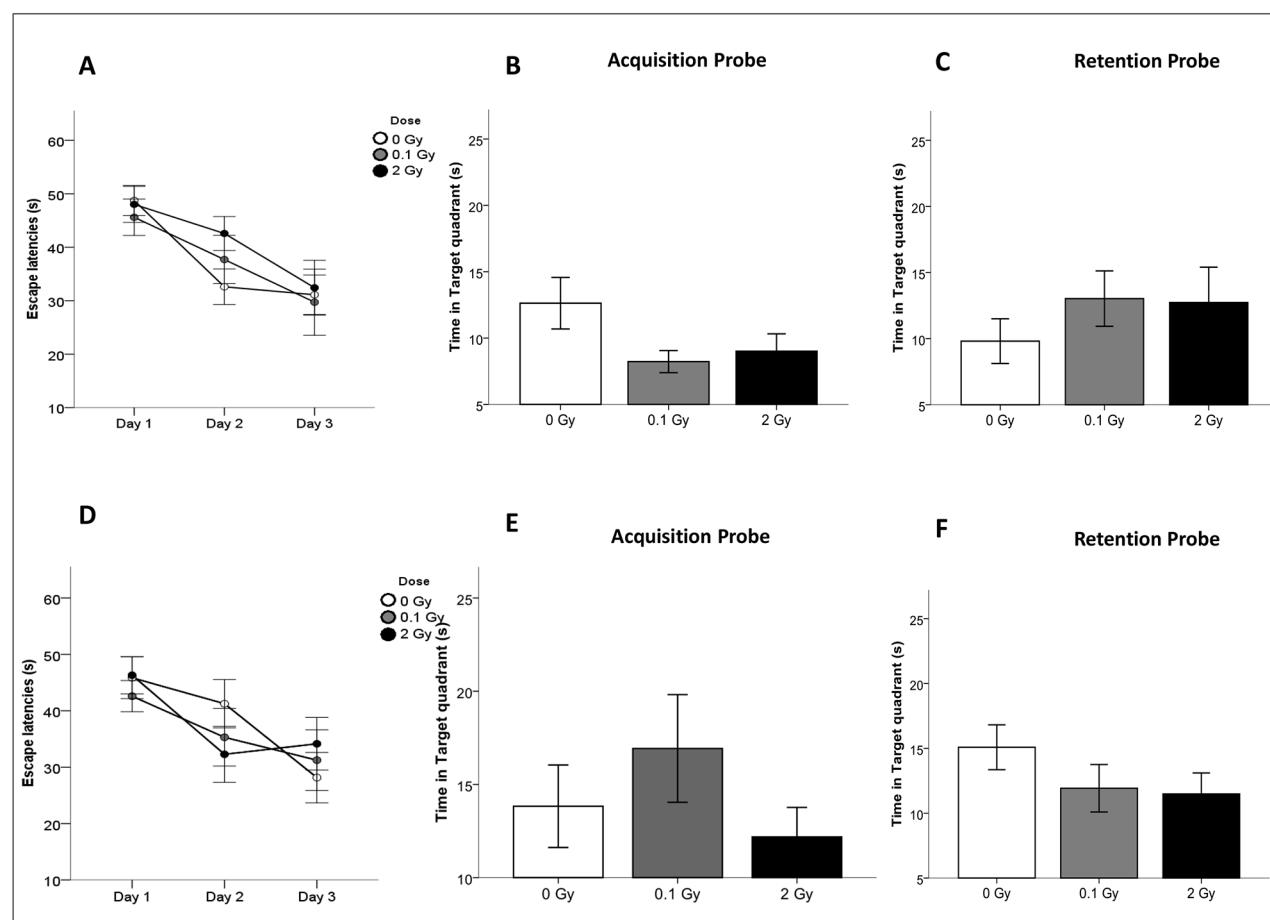 A
B
Acquisition Probe
C
Retention Probe
Escape latencies (s)
60
50
40
30
20
10
Day 1
Day 2
Day 3
Dose
0 Gy
0.1 Gy
2 Gy
Time in Target quadrant (s)
25
20
15
10
5
0 Gy
0.1 Gy
2 Gy
Time in Target quadrant (s)
25
20
15
10
5
0 Gy
0.1 Gy
2 Gy
D
E
Acquisition Probe
F
Retention Probe
Escape latencies (s)
60
50
40
30
20
10
Day 1
Day 2
Day 3
Dose
0 Gy
0.1 Gy
2 Gy
Time in Target quadrant (s)
25
20
15
10
0 Gy
0.1 Gy
2 Gy
Time in Target quadrant (s)
25
20
15
10
5
0 Gy
0.1 Gy
2 Gy